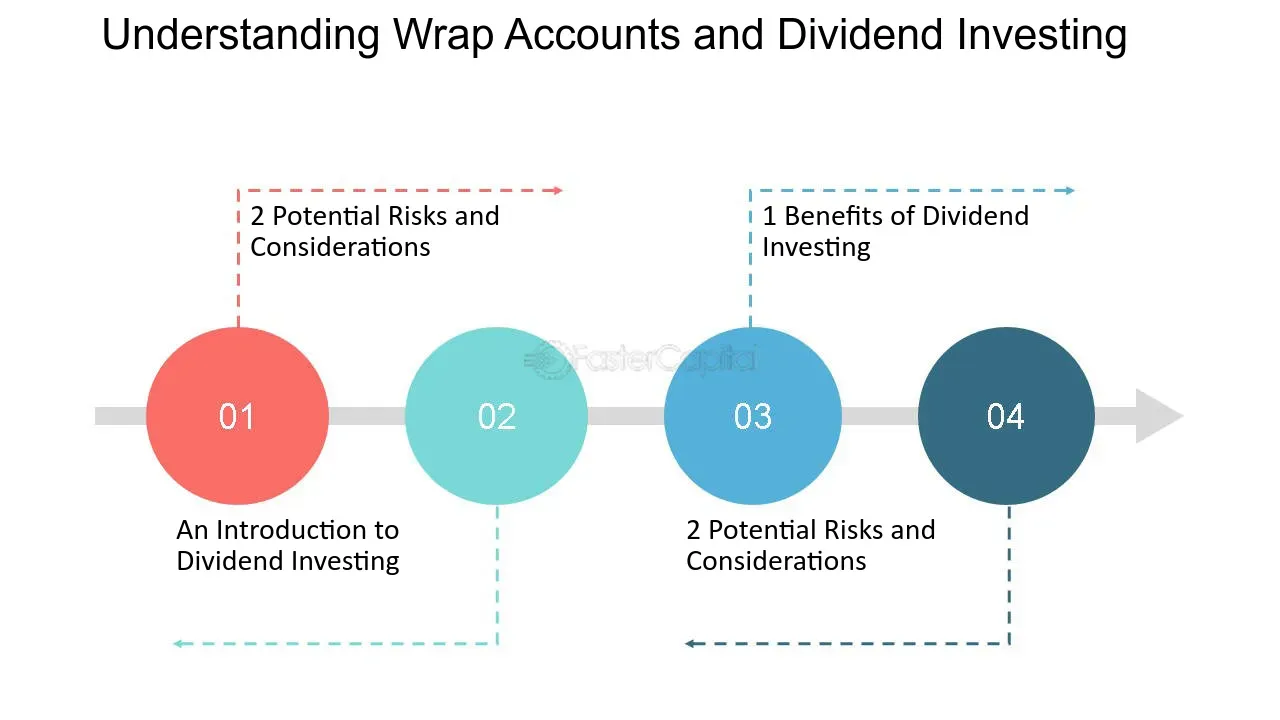 Understanding Wrap Accounts and Dividend Investing
2 Potential Risks and
Considerations
1 Benefits of Dividend
Investing
FasterCapital
01
02
03
04
An Introduction to
Dividend Investing
2 Potential Risks and
Considerations